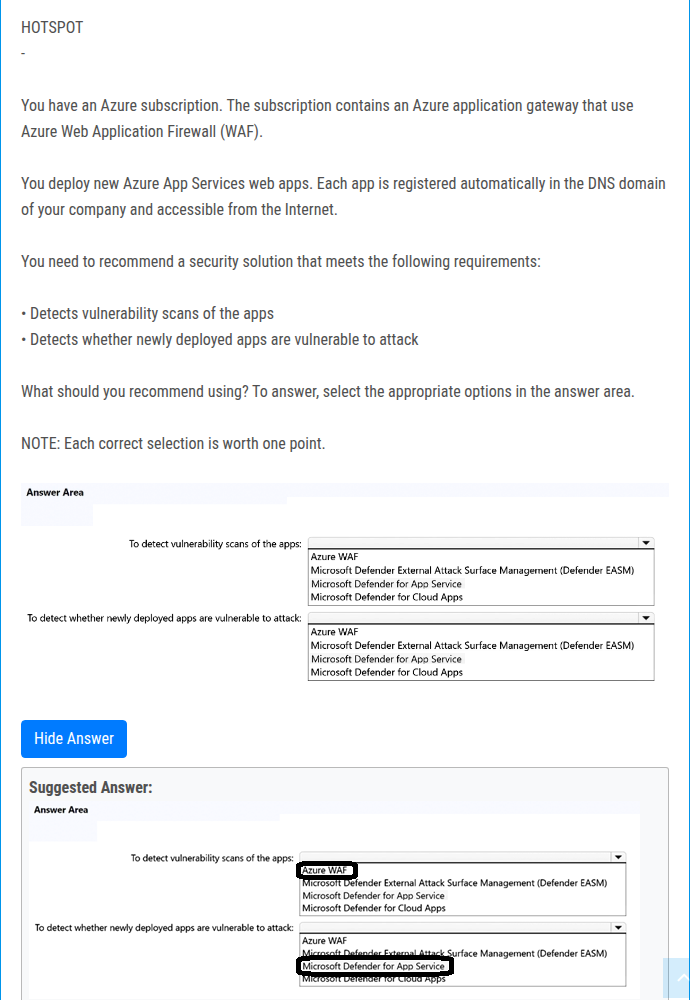 HOTSPOT
-
You have an Azure subscription. The subscription contains an Azure application gateway that use
Azure Web Application Firewall (WAF).
You deploy new Azure App Services web apps. Each app is registered automatically in the DNS domain
of your company and accessible from the Internet.
You need to recommend a security solution that meets the following requirements:
• Detects vulnerability scans of the apps
• Detects whether newly deployed apps are vulnerable to attack
What should you recommend using? To answer, select the appropriate options in the answer area.
NOTE: Each correct selection is worth one point.
Answer Area
To detect vulnerability scans of the apps:
Azure WAF
Microsoft Defender External Attack Surface Management (Defender EASM)
Microsoft Defender for App Service
Microsoft Defender for Cloud Apps
To detect whether newly deployed apps are vulnerable to attack:
Azure WAF
Microsoft Defender External Attack Surface Management (Defender EASM)
Microsoft Defender for App Service
Microsoft Defender for Cloud Apps
Hide Answer
Suggested Answer:
Answer Area
To detect vulnerability scans of the apps:
Azure WAF
Microsoft Defender External Attack Surface Management (Defender EASM)
Microsoft Defender for App Service
Microsoft Defender for Cloud Apps
To detect whether newly deployed apps are vulnerable to attack:
Azure WAF
Microsoft Defender External Attack Surface Management (Defender EASM)
Microsoft Defender for App Service
Microsoft Defender for Cloud Apps